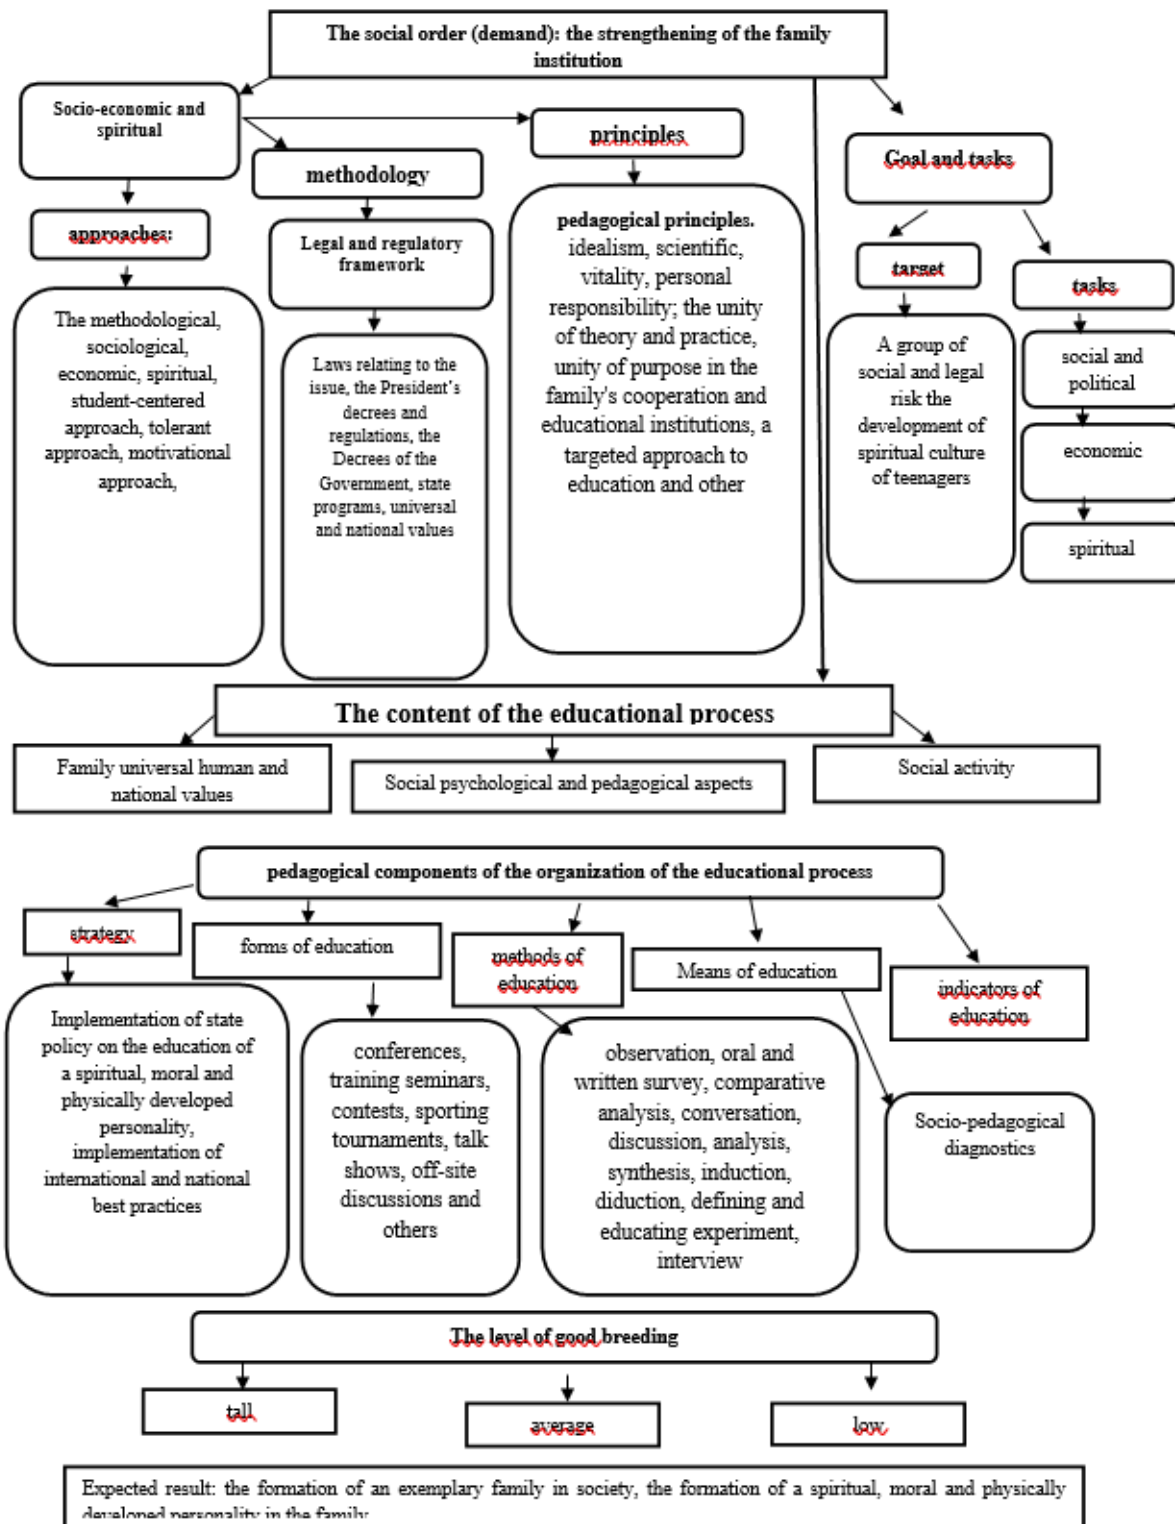 The social order (demand): the strengthening of the family
institution
Socio-economic and
spiritual
principles
methodology
Goal and tasks
approaches:
Legal and regulatory
framework
pedagogical principles.
idealism, scientific,
vitality, personal
responsibility; the unity
of theory and practice,
unity of purpose in the
family's cooperation and
educational institutions, a
targeted approach to
education and other
target
tasks
The methodological,
sociological,
economic, spiritual,
student-centered
approach, tolerant
approach, motivational
approach,
Laws relating to the
issue, the President's
decrees and
regulations, the
Decrees of the
Government, state
programs, universal
and national values
A group of
social and legal
risk the
development of
spiritual culture
of teenagers
social and
political
economic
spiritual
The content of the educational process
Family universal human and
national values
Social psychological and pedagogical aspects
Social activity
pedagogical components of the organization of the educational process
strategy
forms of education
methods of
education
Means of education
indicators of
education
Implementation of state
policy on the education of
a spiritual, moral and
physically developed
personality,
implementation of
international and national
best practices
conferences,
training seminars,
contests, sporting
tournaments, talk
shows, off-site
discussions and
others
observation, oral and
written survey, comparative
analysis, conversation,
discussion, analysis,
synthesis, induction,
diduction, defining and
educating experiment,
interview
Socio-pedagogical
diagnostics
The level of good breeding
tall
average
low
Expected result: the formation of an exemplary family in society, the formation of a spiritual, moral and physically
developed personality in the family